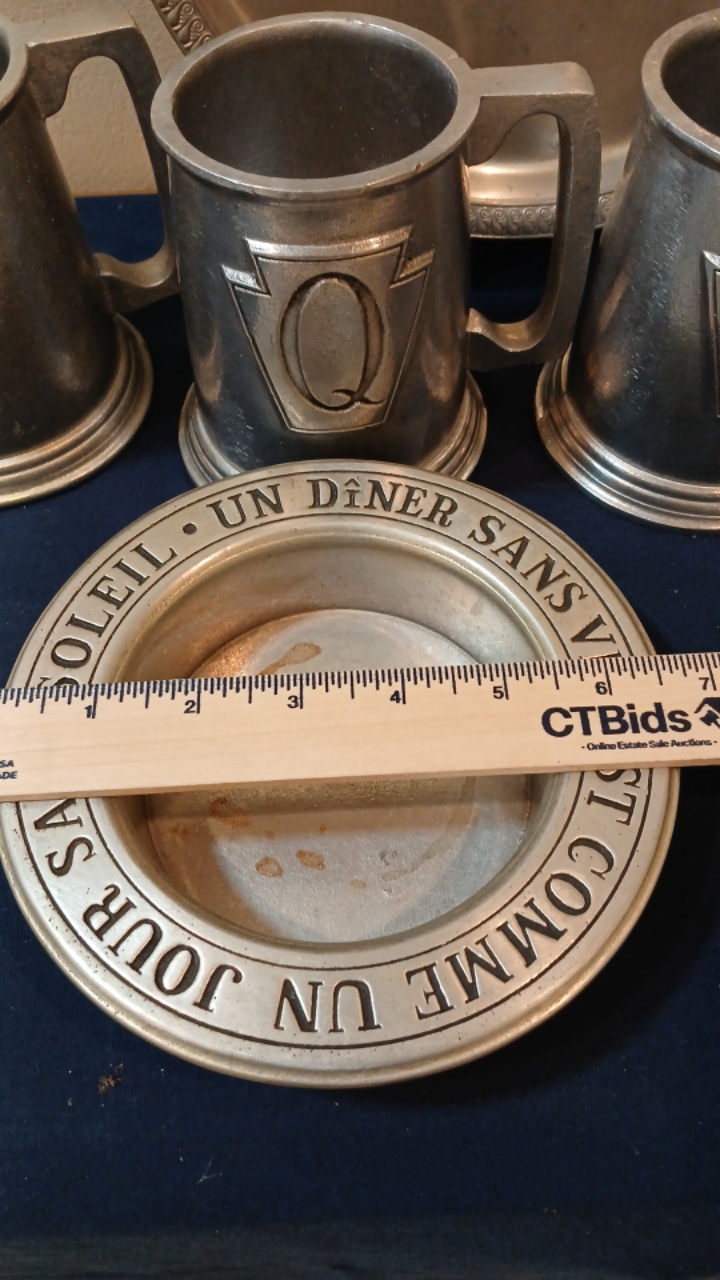 Q
UN DîNER SANS
ST COMME UN JOUR SA
SOLEIL •
1 2 3 4 5 6 7
CTBids
- Online Estate Sale Auctions -